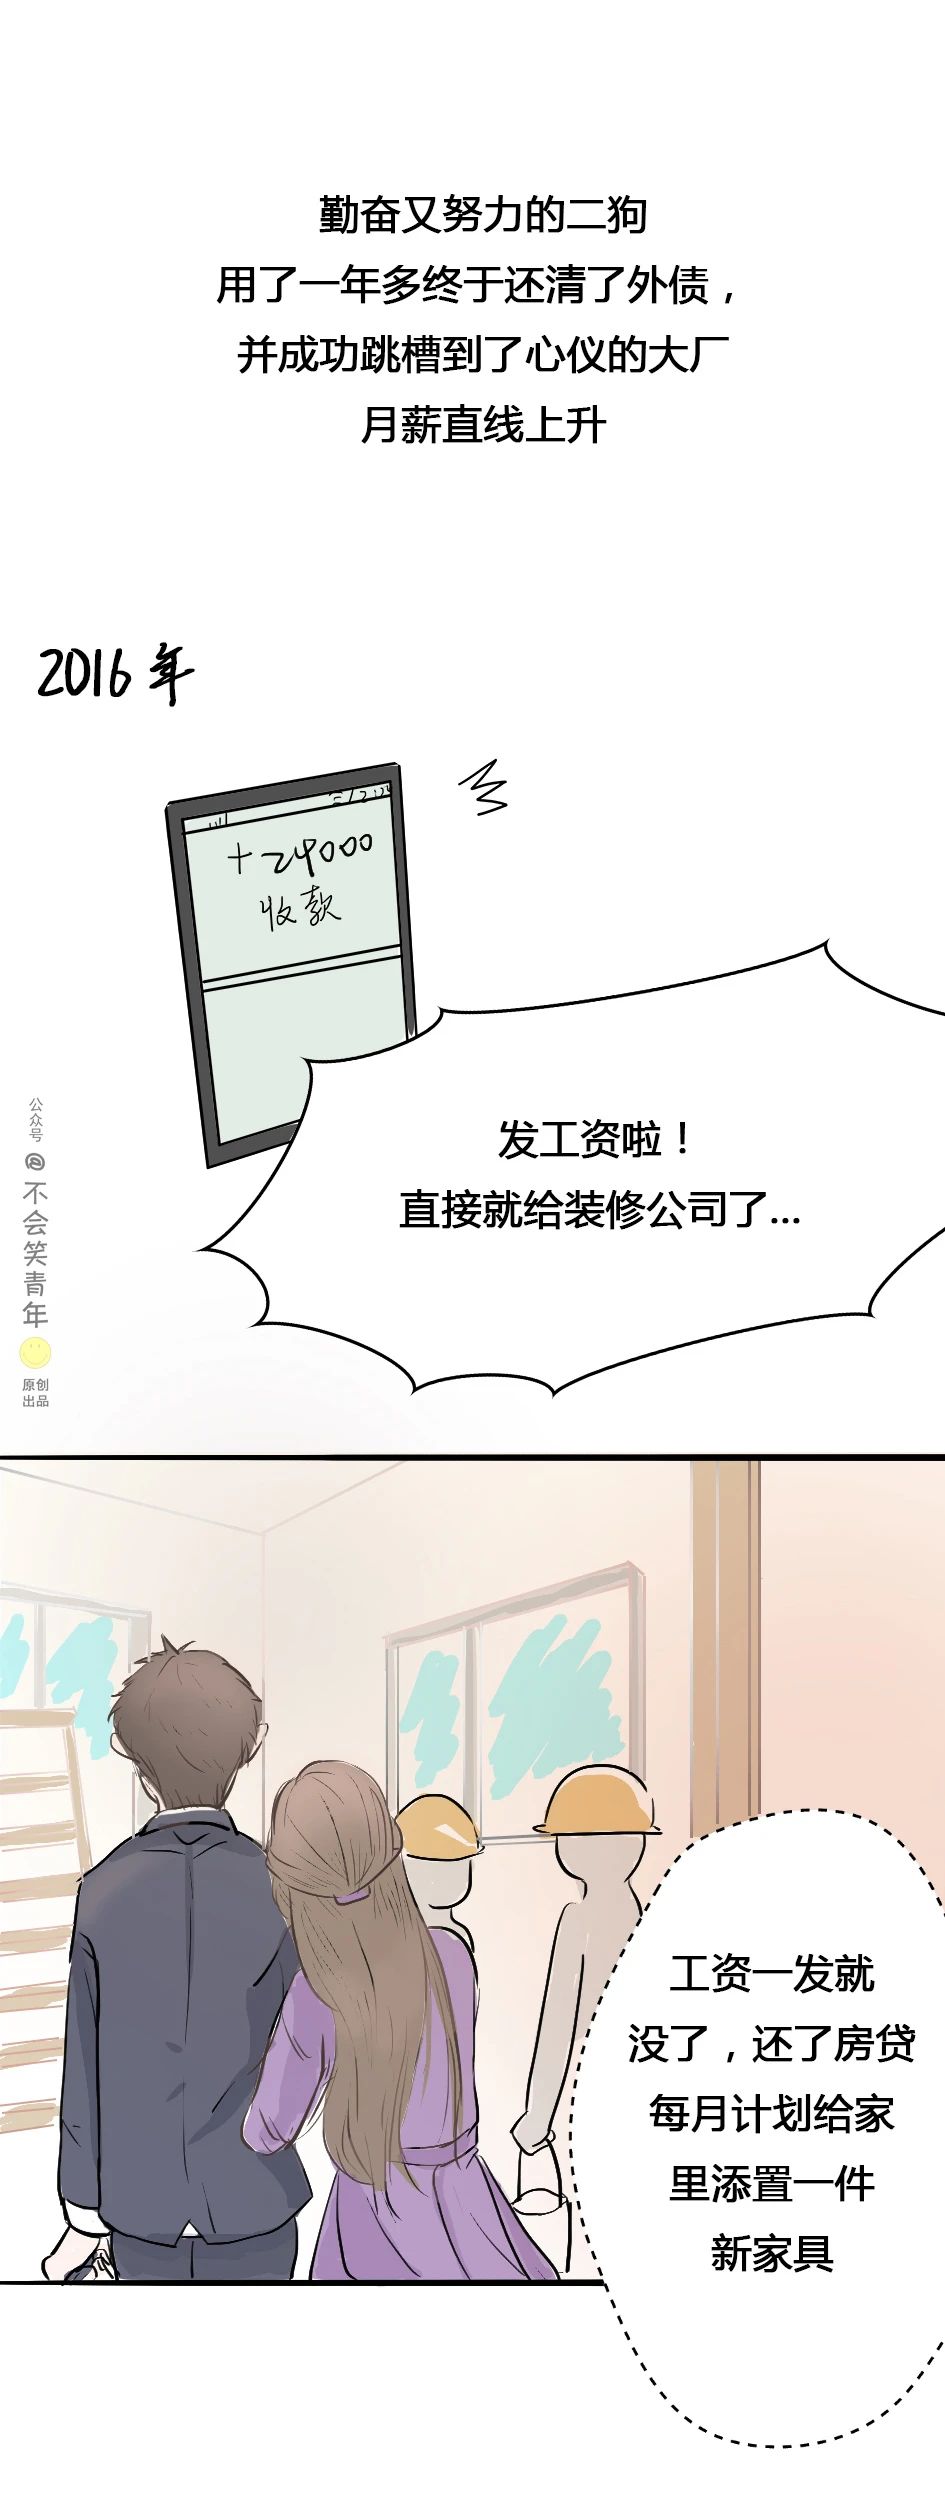 勤奋又努力的二狗
用了一年多终于还清了外债，
并成功跳槽到了心仪的大厂
月薪直线上升
2016年
+24000
收款
发工资啦！
直接就给装修公司了...
公众号
@不会笑青年
原创
出品
工资一发就
没了，还了房贷
每月计划给家
里添置一件
新家具